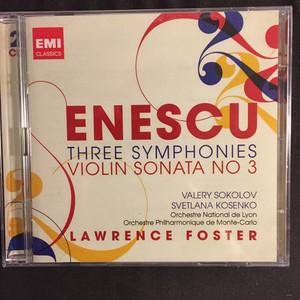 EMI
CLASSICS
ENESCU
THREE SYMPHONIES
VIOLIN SONATA NO 3
VALERY SOKOLOV
SVETLANA KOSENKO
Orchestre National de Lyon
Orchestre Philharmonique de Monte-Carlo
LAWRENCE FOSTER